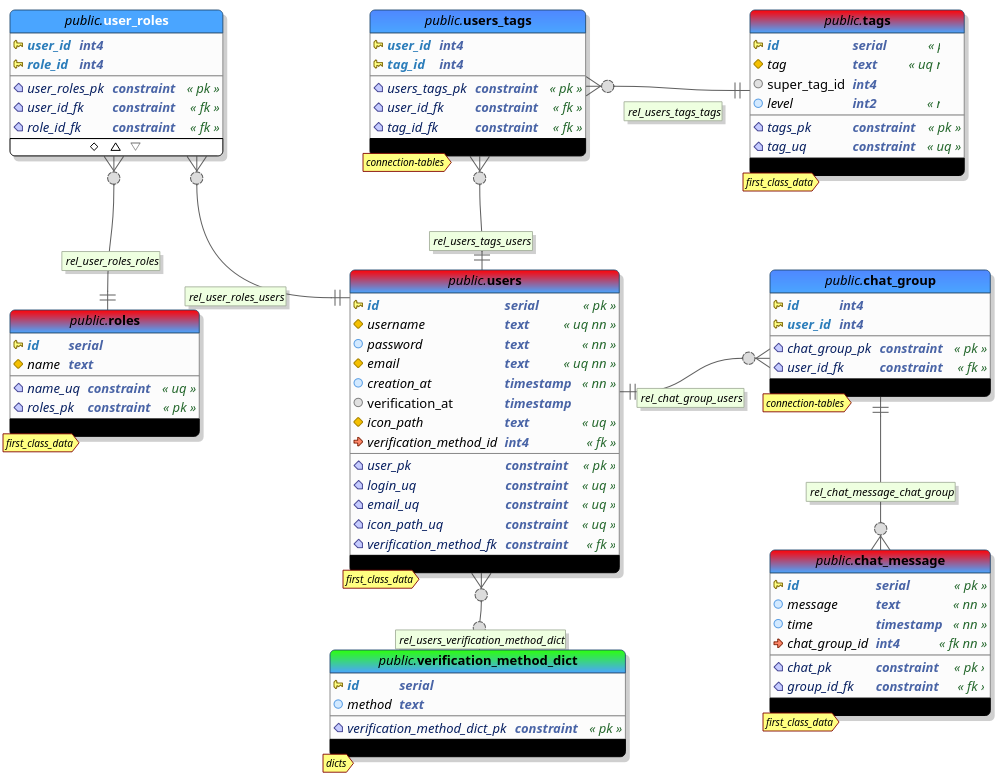 public.user_roles
user_id int4
role_id int4
user_roles_pk constraint « pk »
user_id_fk constraint « fk »
role_id_fk constraint « fk »
public.users_tags
user_id int4
tag_id int4
users_tags_pk constraint « pk »
user_id_fk constraint « fk »
tag_id_fk constraint « fk »
connection-tables
rel_users_tags_tags
public.tags
id serial
tag text « uq
super_tag_id int4
level int2 «
tags_pk constraint « pk »
tag_uq constraint « uq »
first_class_data
rel_users_tags_users
rel_user_roles_roles
rel_user_roles_users
public.roles
id serial
name text
name_uq constraint « uq »
roles_pk constraint « pk »
first_class_data
public.users
id serial « pk »
username text « uq nn »
password text « nn »
email text « uq nn »
creation_at timestamp « nn »
verification_at timestamp
icon_path text « uq »
verification_method_id int4 « fk »
user_pk constraint « pk »
login_uq constraint « uq »
email_uq constraint « uq »
icon_path_uq constraint « uq »
verification_method_fk constraint « fk »
first_class_data
rel_chat_group_users
public.chat_group
id int4
user_id int4
chat_group_pk constraint « pk »
user_id_fk constraint « fk »
connection-tables
rel_chat_message_chat_group
public.chat_message
id serial « pk »
message text « nn »
time timestamp « nn »
chat_group_id int4 « fk nn »
chat_pk constraint « pk ›
group_id_fk constraint « fk ›
first_class_data
rel_users_verification_method_dict
public.verification_method_dict
id serial
method text
verification_method_dict_pk constraint « pk »
dicts